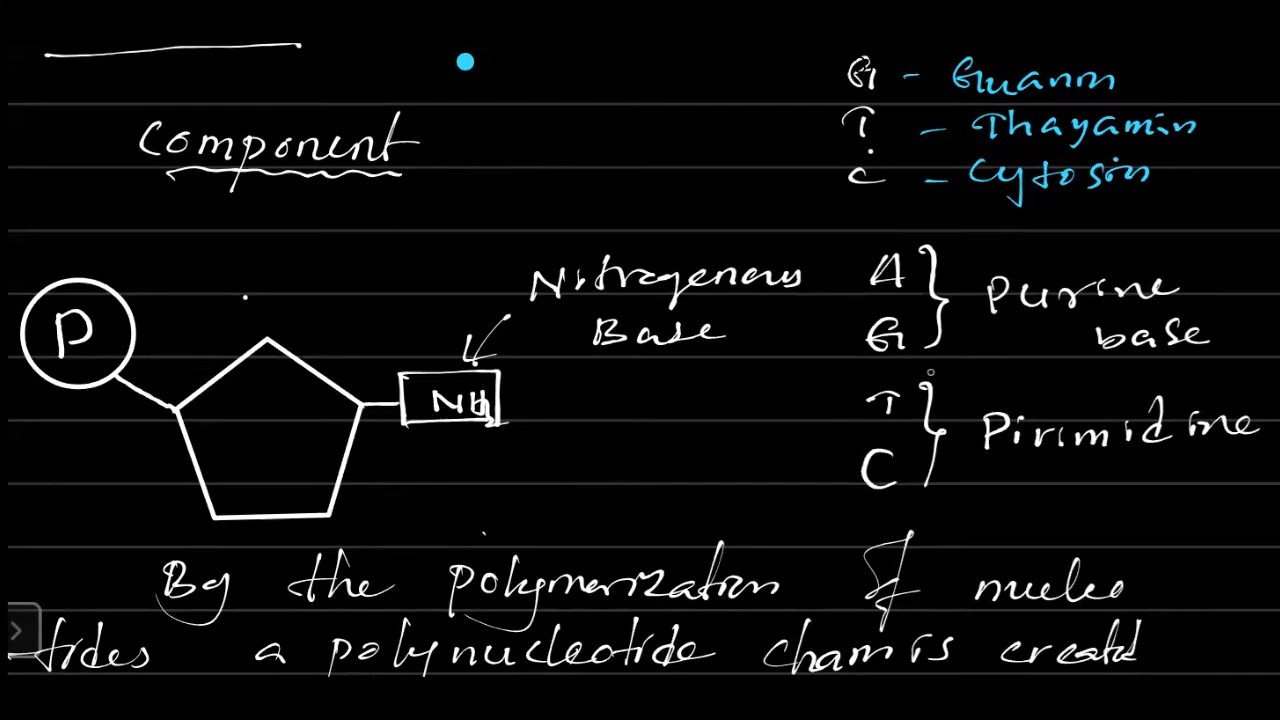 G - Guanin
T - Thayamin
C - Cytosin
Component
Nitrogenous
Base
A
G
Purine
base
P
T
C
Pirimidine
By the polymerization of nucleo
tides a polynucleotide chain is created